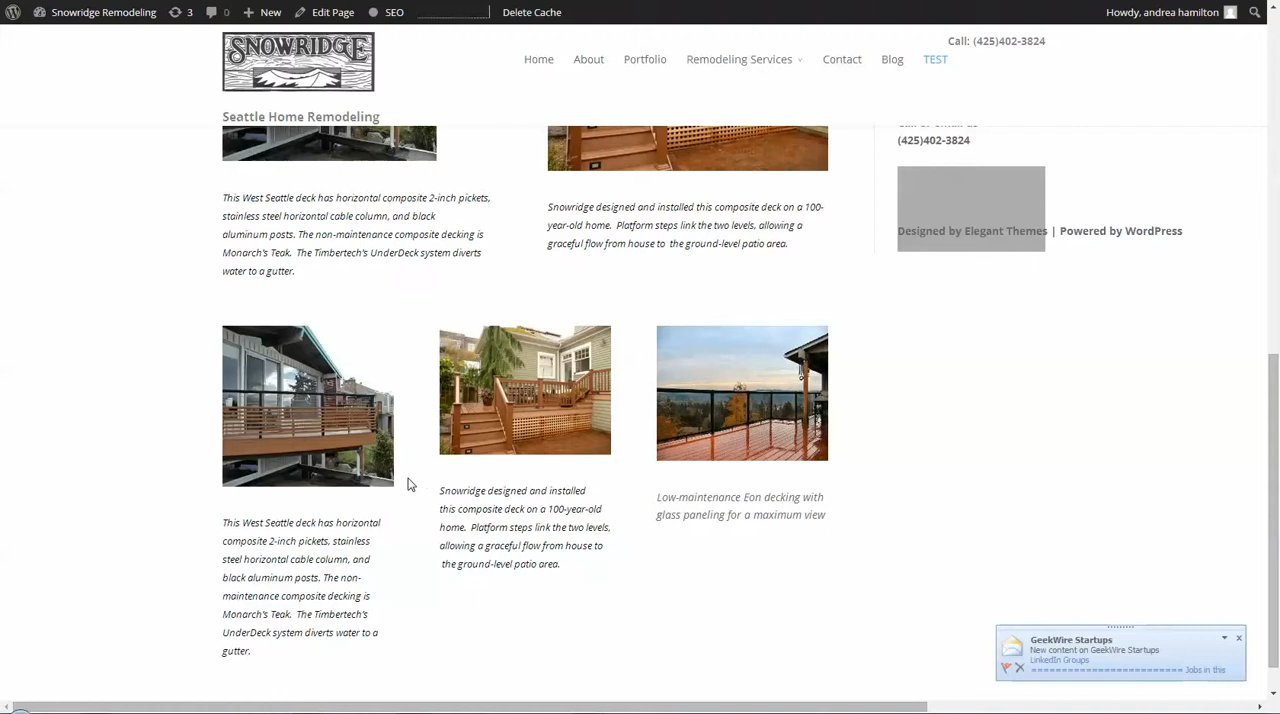 Snowridge Remodeling 3 New Edit Page SEO Delete Cache Howdy, andrea hamilton
SNOWRIDGE
Call: (425)402-3824
Home About Portfolio Remodeling Services Contact Blog TEST
Seattle Home Remodeling
(425)402-3824
This West Seattle deck has horizontal composite 2-inch pickets,
stainless steel horizontal cable column, and black
aluminum posts. The non-maintenance composite decking is
Monarch's Teak. The Timbertech's UnderDeck system diverts
water to a gutter.
Snowridge designed and installed this composite deck on a 100-
year-old home. Platform steps link the two levels, allowing a
graceful flow from house to the ground-level patio area.
Designed by Elegant Themes | Powered by WordPress
This West Seattle deck has horizontal
composite 2-inch pickets, stainless
steel horizontal cable column, and
black aluminum posts. The non-
maintenance composite decking is
Monarch's Teak. The Timbertech's
UnderDeck system diverts water to a
gutter.
Snowridge designed and installed
this composite deck on a 100-year-old
home. Platform steps link the two levels,
allowing a graceful flow from house to
the ground-level patio area.
Low-maintenance Eon decking with
glass paneling for a maximum view
GeekWire Startups
New content on GeekWire Startups
LinkedIn Groups
======================== Jobs in this